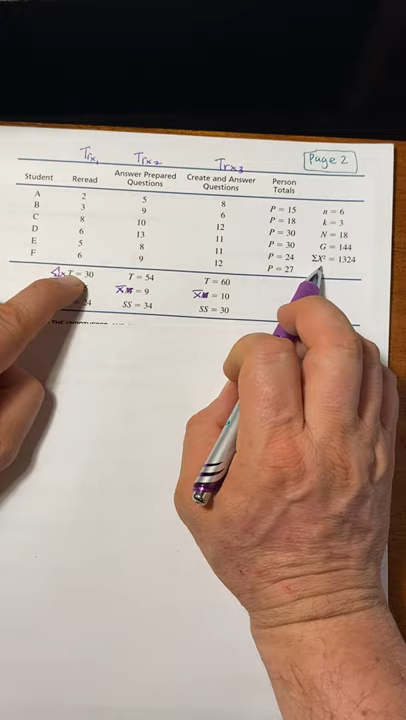 Trx₁ Trx₂ Trx₃ Page 2
Student Reread Answer Prepared Questions Create and Answer Questions Person Totals
A 2 5 8 P = 15 n = 6
B 3 9 6 P = 18 k = 3
C 8 10 12 P = 30 N = 18
D 6 13 11 P = 30 G = 144
E 5 8 11 P = 24 ΣX² = 1324
F 6 9 12 P = 27
Σx T = 30 T = 54 T = 60
X̄ = 9 X̄ = 10
24 SS = 34 SS = 30